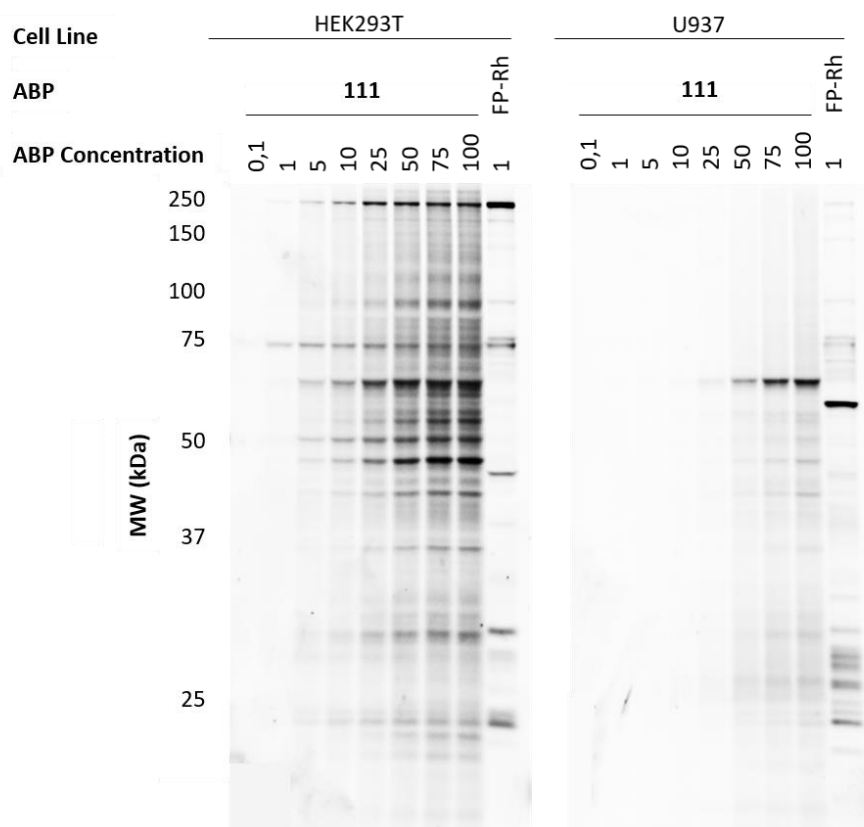 Cell Line HEK293T U937
ABP 111 FP-Rh 111 FP-Rh
ABP Concentration 0,1 1 5 10 25 50 75 100 1 0,1 1 5 10 25 50 75 100 1
250
150
100
75
50
37
25
MW (kDa)